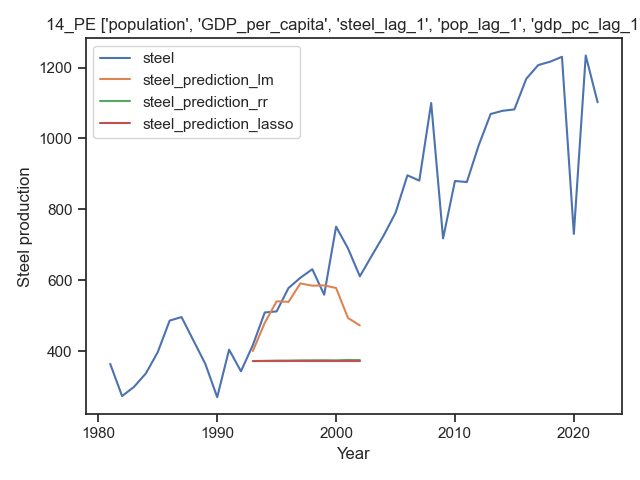 14_PE ['population', 'GDP_per_capita', 'steel_lag_1', 'pop_lag_1', 'gdp_pc_lag_1'
steel
steel_prediction_lm
steel_prediction_rr
steel_prediction_lasso
Steel production
1200
1000
800
600
400
1980 1990 2000 2010 2020
Year